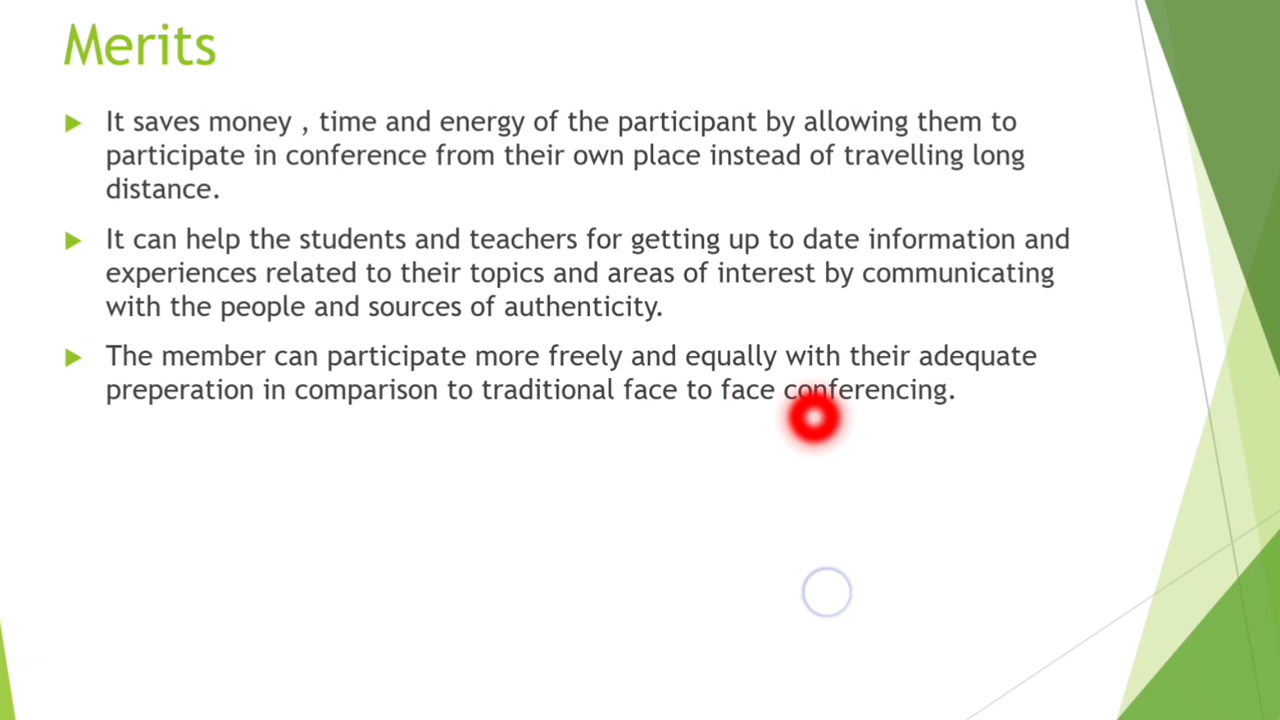 Merits
It saves money , time and energy of the participant by allowing them to
participate in conference from their own place instead of travelling long
distance.
It can help the students and teachers for getting up to date information and
experiences related to their topics and areas of interest by communicating
with the people and sources of authenticity.
The member can participate more freely and equally with their adequate
preperation in comparison to traditional face to face conferencing.